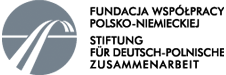 FUNDACJA WSPÓŁPRACY
POLSKO-NIEMIECKIEJ
STIFTUNG
FÜR DEUTSCH-POLNISCHE
ZUSAMMENARBEIT